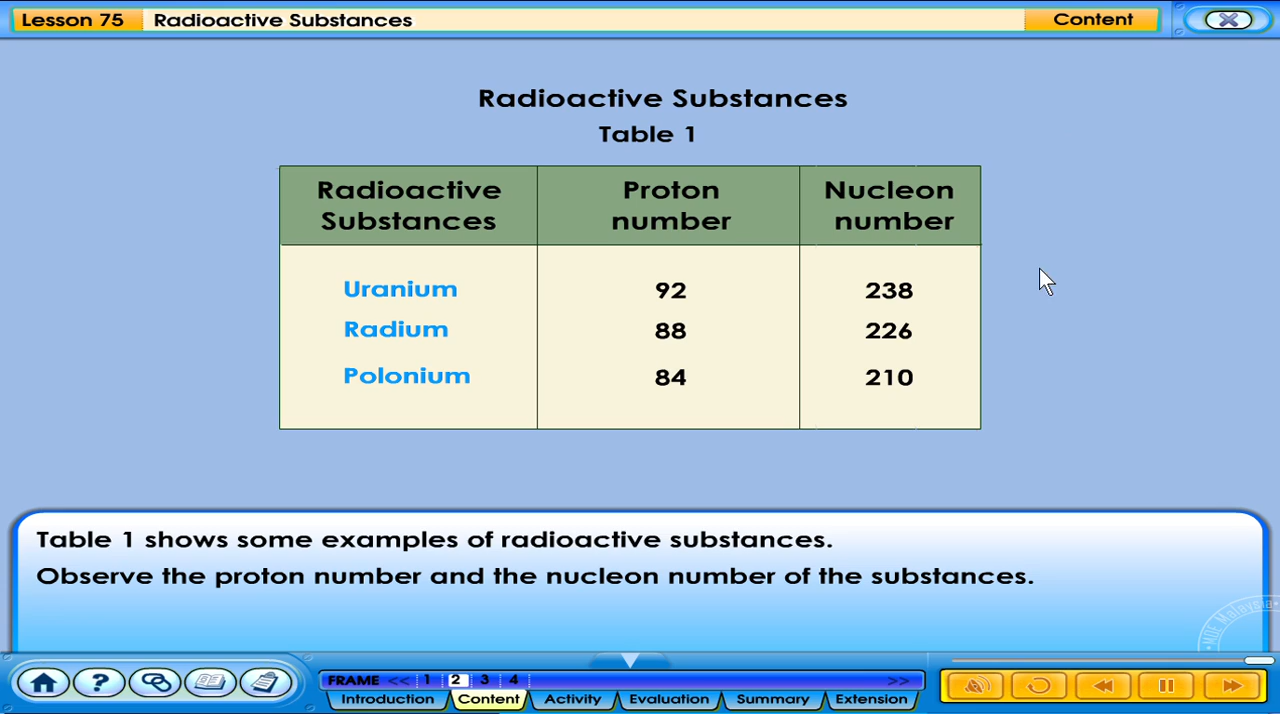 Lesson 75 Radioactive Substances Content
Radioactive Substances
Table 1
Radioactive Substances Proton number Nucleon number
Uranium 92 238
Radium 88 226
Polonium 84 210
Table 1 shows some examples of radioactive substances.
Observe the proton number and the nucleon number of the substances.
MOE Malaysia
? FRAME << 1 2 3 4 >>
Introduction Content Activity Evaluation Summary Extension